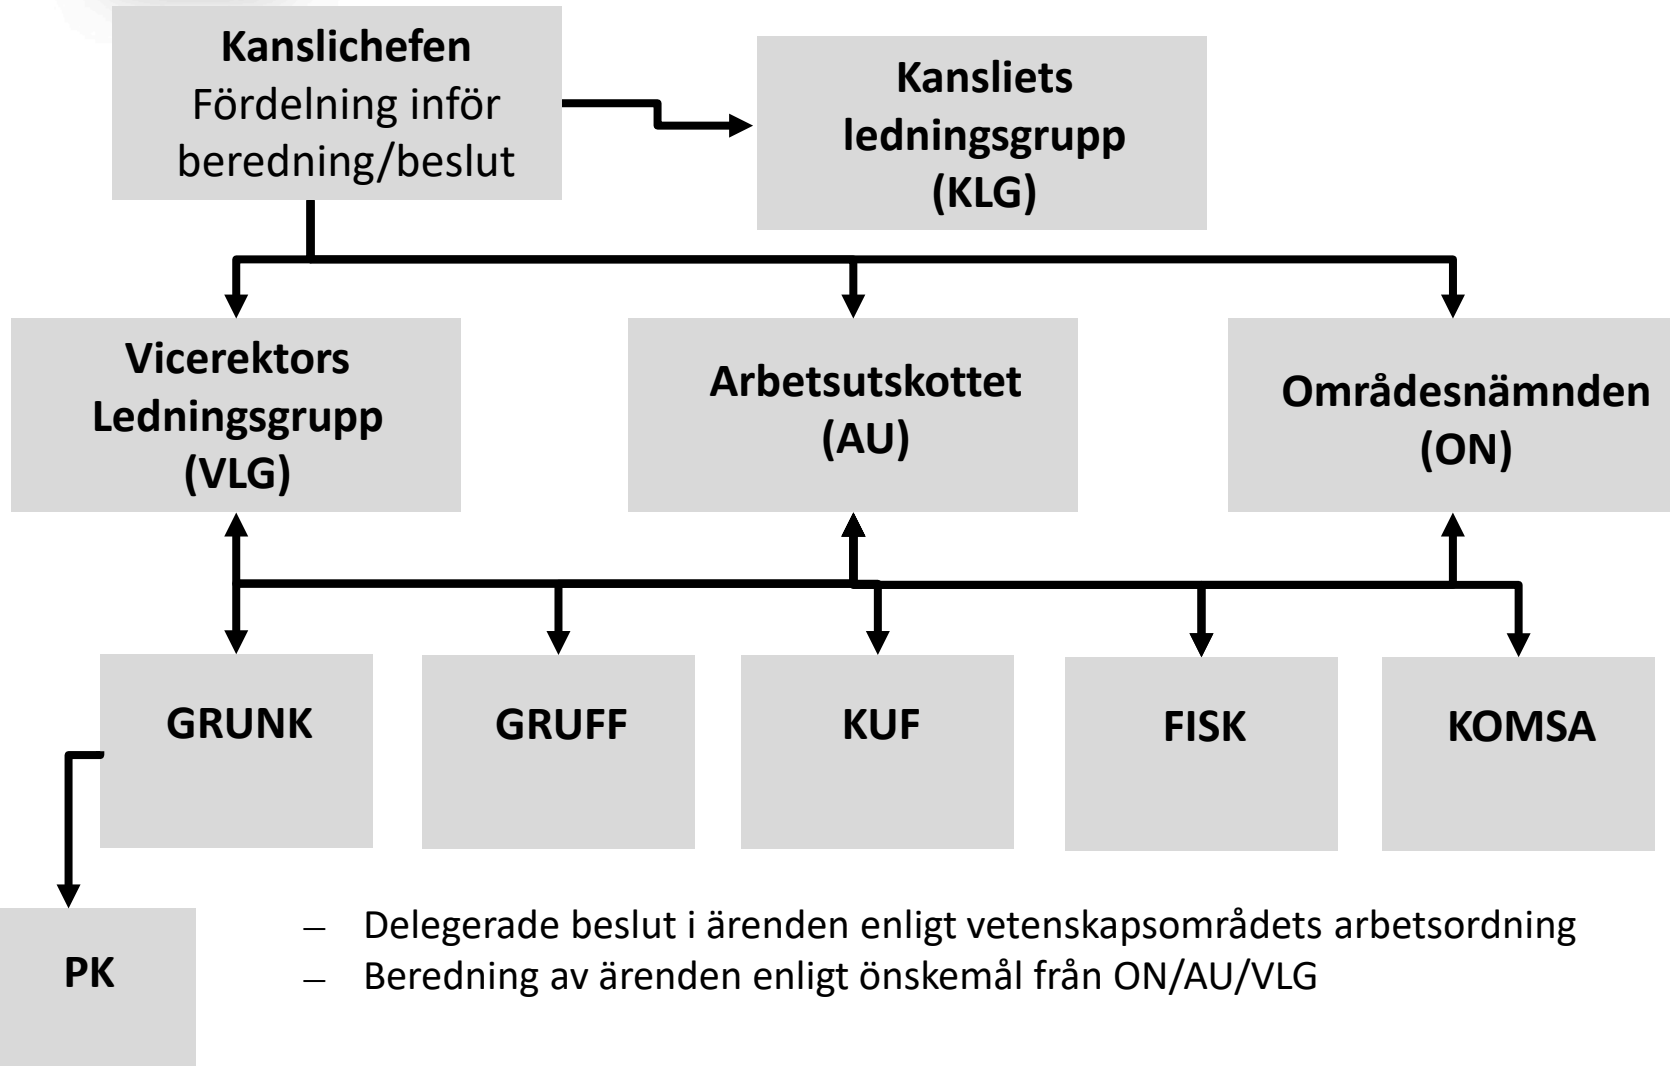 Kanslichefen
Fördelning inför
beredning/beslut
Kansliets
ledningsgrupp
(KLG)
Vicerektors
Ledningsgrupp
(VLG)
Arbetsutskottet
(AU)
Områdesnämnden
(ON)
GRUNK
GRUFF
KUF
FISK
KOMSA
PK
– Delegerade beslut i ärenden enligt vetenskapsområdets arbetsordning
– Beredning av ärenden enligt önskemål från ON/AU/VLG